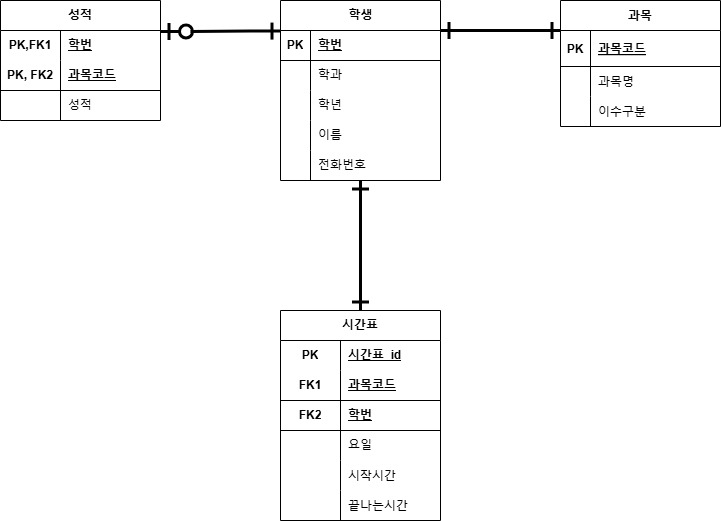 성적
PK,FK1 학번
PK, FK2 과목코드
성적
학생
PK 학번
학과
학년
이름
전화번호
과목
PK 과목코드
과목명
이수구분
시간표
PK 시간표_id
FK1 과목코드
FK2 학번
요일
시작시간
끝나는시간